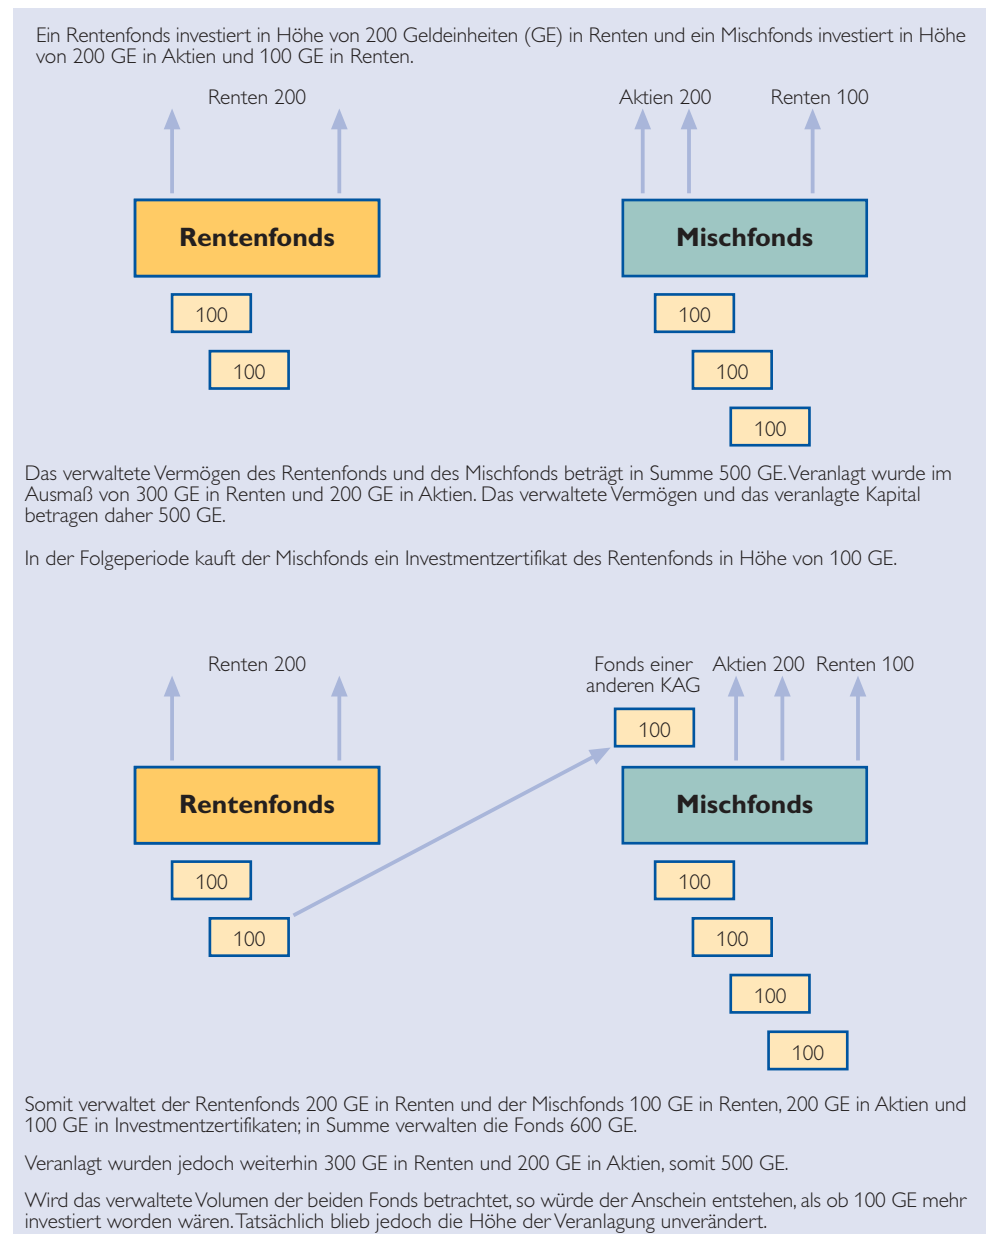 Ein Rentenfonds investiert in Höhe von 200 Geldeinheiten (GE) in Renten und ein Mischfonds investiert in Höhe
von 200 GE in Aktien und 100 GE in Renten.
Renten 200
Aktien 200 Renten 100
Rentenfonds
Mischfonds
100
100
100
100
100
Das verwaltete Vermögen des Rentenfonds und des Mischfonds beträgt in Summe 500 GE. Veranlagt wurde im
Ausmaß von 300 GE in Renten und 200 GE in Aktien. Das verwaltete Vermögen und das veranlagte Kapital
betragen daher 500 GE.
In der Folgeperiode kauft der Mischfonds ein Investmentzertifikat des Rentenfonds in Höhe von 100 GE.
Renten 200
Fonds einer
anderen KAG
Aktien 200 Renten 100
100
Rentenfonds
Mischfonds
100
100
100
100
100
100
Somit verwaltet der Rentenfonds 200 GE in Renten und der Mischfonds 100 GE in Renten, 200 GE in Aktien und
100 GE in Investmentzertifikaten; in Summe verwalten die Fonds 600 GE.
Veranlagt wurden jedoch weiterhin 300 GE in Renten und 200 GE in Aktien, somit 500 GE.
Wird das verwaltete Volumen der beiden Fonds betrachtet, so würde der Anschein entstehen, als ob 100 GE mehr
investiert worden wären. Tatsächlich blieb jedoch die Höhe der Veranlagung unverändert.